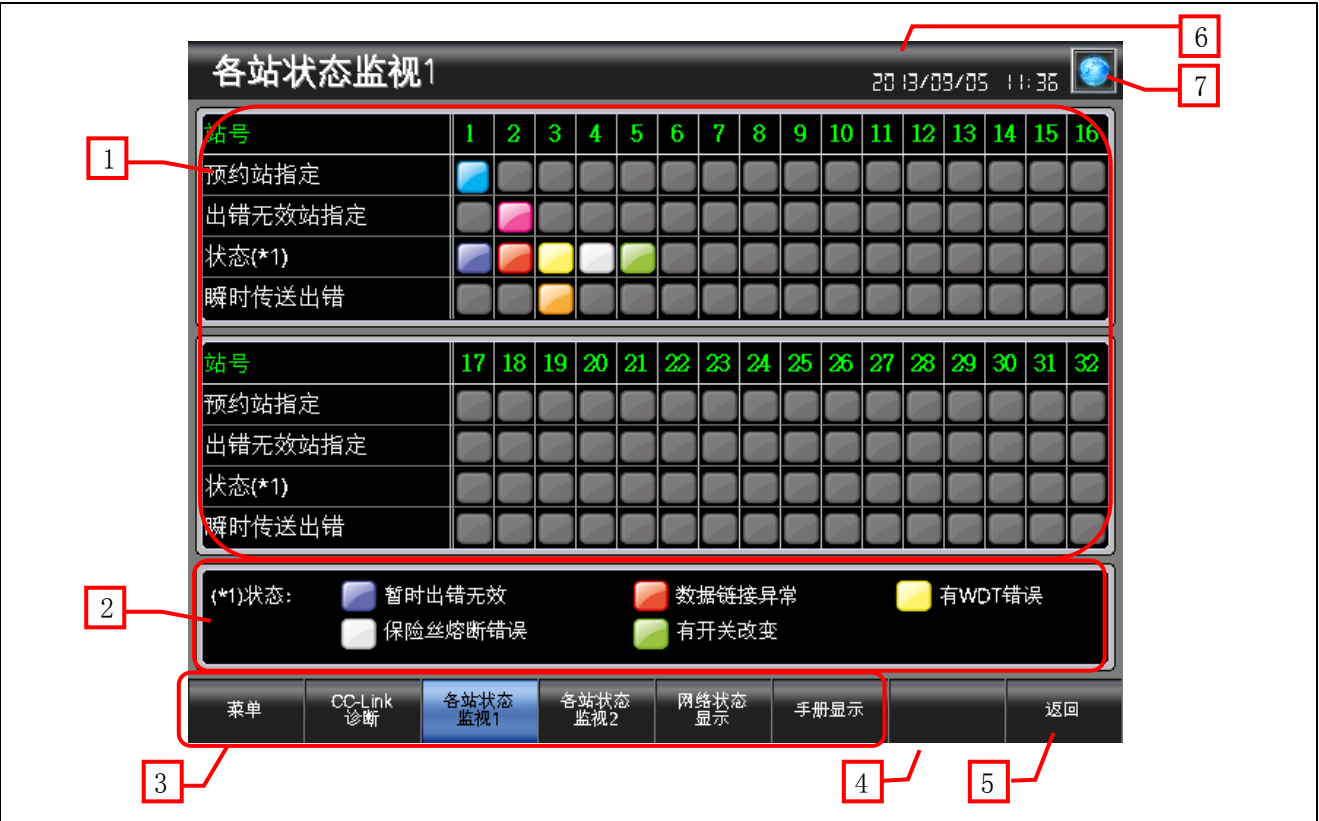 6
各站状态监视1
2013/09/05 11:36
7
站号 1 2 3 4 5 6 7 8 9 10 11 12 13 14 15 16
1
预约站指定
出错无效站指定
状态(*1)
瞬时传送出错
站号 17 18 19 20 21 22 23 24 25 26 27 28 29 30 31 32
预约站指定
出错无效站指定
状态(*1)
瞬时传送出错
2
(*1)状态: 暂时出错无效 数据链接异常 有WDT错误
保险丝熔断错误 有开关改变
菜单 CC-Link 诊断 各站状态 监视1 各站状态 监视2 网络状态 显示 手册显示 返回
3 4 5